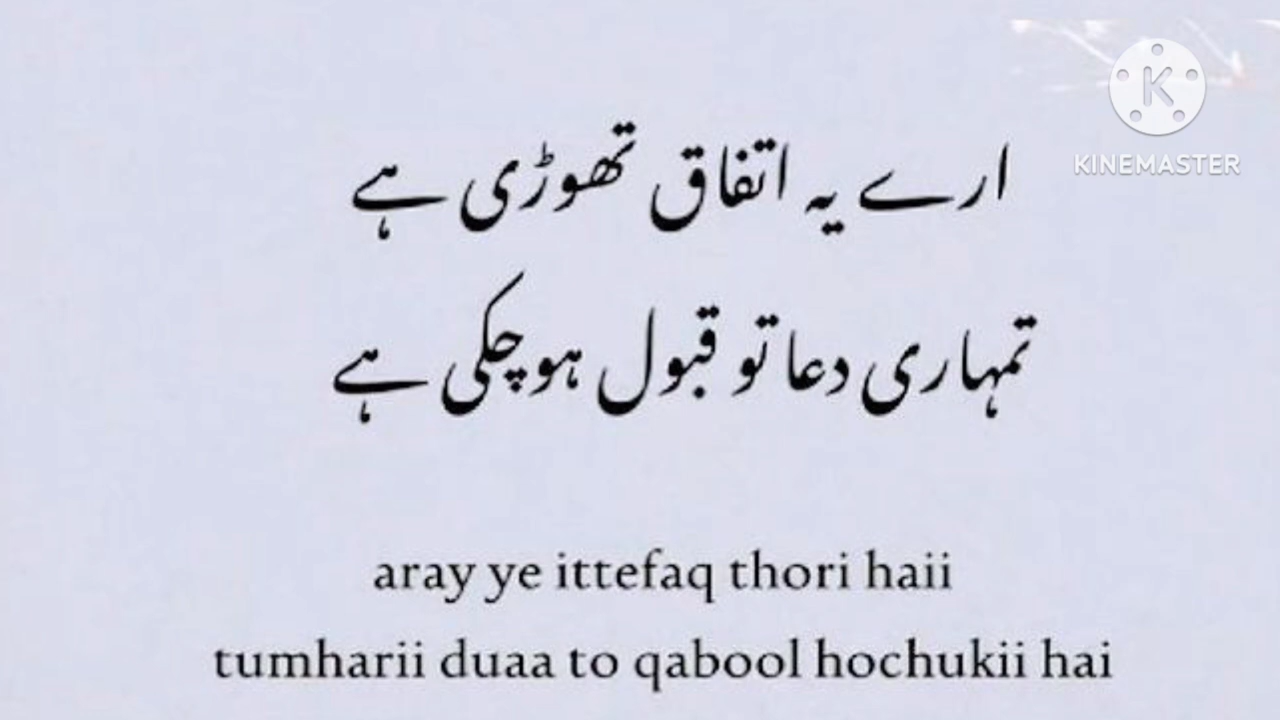 KINEMASTER
ارے یہ اتفاق تھوڑی ہے
تمہاری دعا تو قبول ہوچکی ہے
aray ye ittefaq thori haii
tumharii duaa to qabool hochukii hai